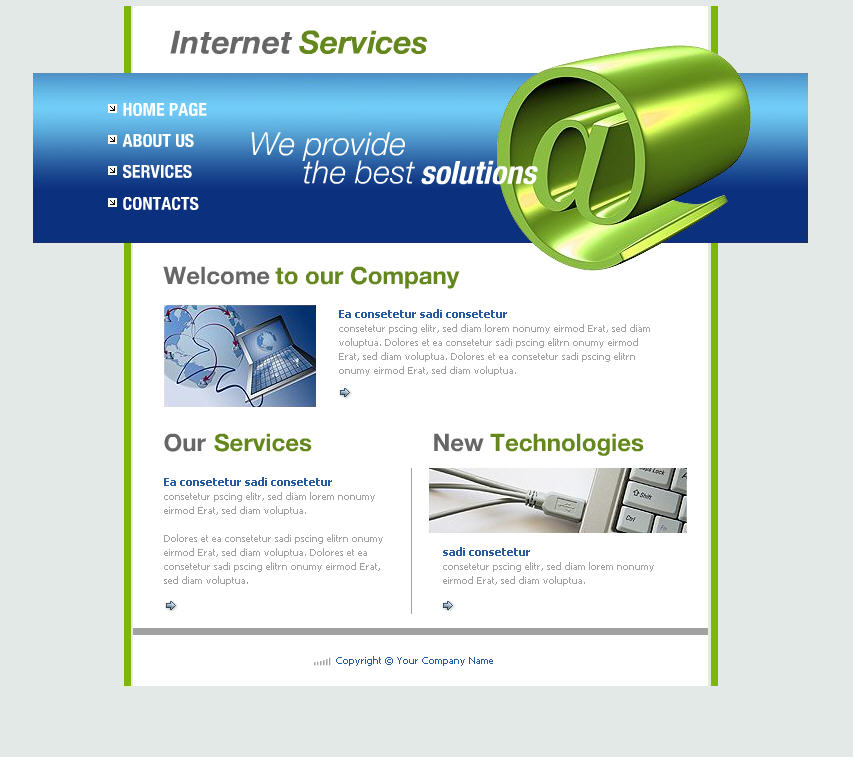 Internet Services
HOME PAGE
ABOUT US
SERVICES
CONTACTS
We provide
the best solutions
@
Welcome to our Company
Ea consetetur sadi consetetur
consetetur pscing elitr, sed diam lorem nonumy eirmod Erat, sed diam
voluptua. Dolores et ea consetetur sadi pscing elitrn onumy eirmod
Erat, sed diam voluptua. Dolores et ea consetetur sadi pscing elitrn
onumy eirmod Erat, sed diam voluptua.
Our Services
Ea consetetur sadi consetetur
consetetur pscing elitr, sed diam lorem nonumy
eirmod Erat, sed diam voluptua.
Dolores et ea consetetur sadi pscing elitrn onumy
eirmod Erat, sed diam voluptua. Dolores et ea
consetetur sadi pscing elitrn onumy eirmod Erat,
sed diam voluptua.
New Technologies
Caps Lock
Shift
Ctrl
sadi consetetur
consetetur pscing elitr, sed diam lorem nonumy
eirmod Erat, sed diam voluptua.
Copyright © Your Company Name